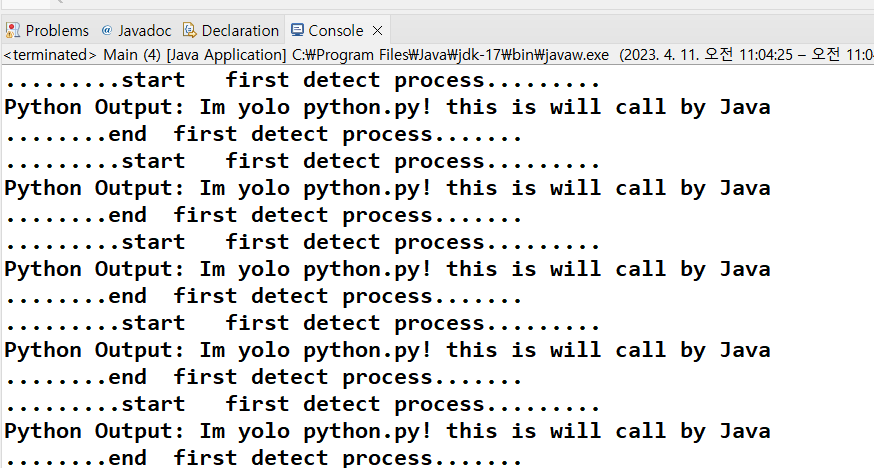 Problems @ Javadoc Declaration Console ×
<terminated> Main (4) [Java Application] C:₩Program Files₩Java₩jdk-17₩bin₩javaw.exe (2023. 4. 11. 오전 11:04:25 – 오전 11:0
.........start   first detect process.........
Python Output: Im yolo python.py! this is will call by Java
........end  first detect process.......
.........start   first detect process.........
Python Output: Im yolo python.py! this is will call by Java
........end  first detect process.......
.........start   first detect process.........
Python Output: Im yolo python.py! this is will call by Java
........end  first detect process.......
.........start   first detect process.........
Python Output: Im yolo python.py! this is will call by Java
........end  first detect process.......
.........start   first detect process.........
Python Output: Im yolo python.py! this is will call by Java
........end  first detect process.......